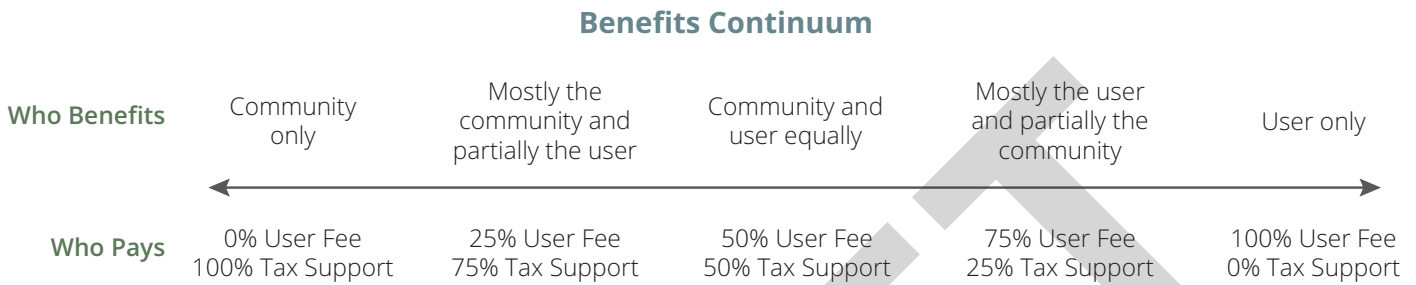 Benefits Continuum
Who Benefits
Community
only
Mostly the
community and
partially the user
Community and
user equally
Mostly the user
and partially the
community
User only
Who Pays
0% User Fee
100% Tax Support
25% User Fee
75% Tax Support
50% User Fee
50% Tax Support
75% User Fee
25% Tax Support
100% User Fee
0% Tax Support